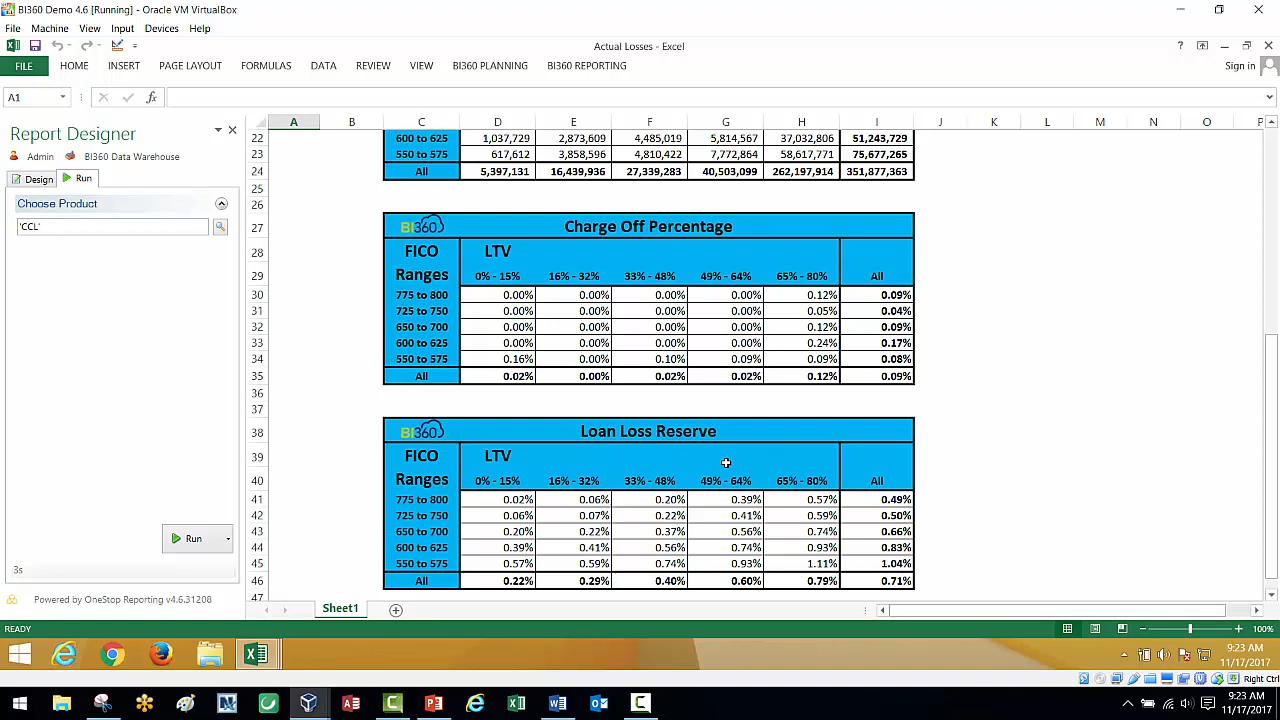 BI360 Demo 4.6 [Running] - Oracle VM VirtualBox
File Machine View Input Devices Help
Actual Losses - Excel
FILE HOME INSERT PAGE LAYOUT FORMULAS DATA REVIEW VIEW BI360 PLANNING BI360 REPORTING Sign in
A1 fx
Report Designer
Admin BI360 Data Warehouse
Design Run
Choose Product
'CCL'
Run
3s
Powered by OneStop Reporting v4.6.31208
A B C D E F G H I J K L M N O P
22 600 to 625 1,037,729 2,873,609 4,485,019 5,814,567 37,032,806 51,243,729
23 550 to 575 617,612 3,858,596 4,810,422 7,772,864 58,617,771 75,677,265
24 All 5,397,131 16,439,936 27,339,283 40,503,099 262,197,914 351,877,363
25
26
27 BI360 Charge Off Percentage
28 FICO LTV
29 Ranges 0% - 15% 16% - 32% 33% - 48% 49% - 64% 65% - 80% All
30 775 to 800 0.00% 0.00% 0.00% 0.00% 0.12% 0.09%
31 725 to 750 0.00% 0.00% 0.00% 0.00% 0.05% 0.04%
32 650 to 700 0.00% 0.00% 0.00% 0.00% 0.12% 0.09%
33 600 to 625 0.00% 0.00% 0.00% 0.00% 0.24% 0.17%
34 550 to 575 0.16% 0.00% 0.10% 0.09% 0.09% 0.08%
35 All 0.02% 0.00% 0.02% 0.02% 0.12% 0.09%
36
37
38 BI360 Loan Loss Reserve
39 FICO LTV
40 Ranges 0% - 15% 16% - 32% 33% - 48% 49% - 64% 65% - 80% All
41 775 to 800 0.02% 0.06% 0.20% 0.39% 0.57% 0.49%
42 725 to 750 0.06% 0.07% 0.22% 0.41% 0.59% 0.50%
43 650 to 700 0.20% 0.22% 0.37% 0.56% 0.74% 0.66%
44 600 to 625 0.39% 0.41% 0.56% 0.74% 0.93% 0.83%
45 550 to 575 0.57% 0.59% 0.74% 0.93% 1.11% 1.04%
46 All 0.22% 0.29% 0.40% 0.60% 0.79% 0.71%
47
Sheet1
READY 100%
9:23 AM
11/17/2017
Right Ctrl
9:23 AM
11/17/2017